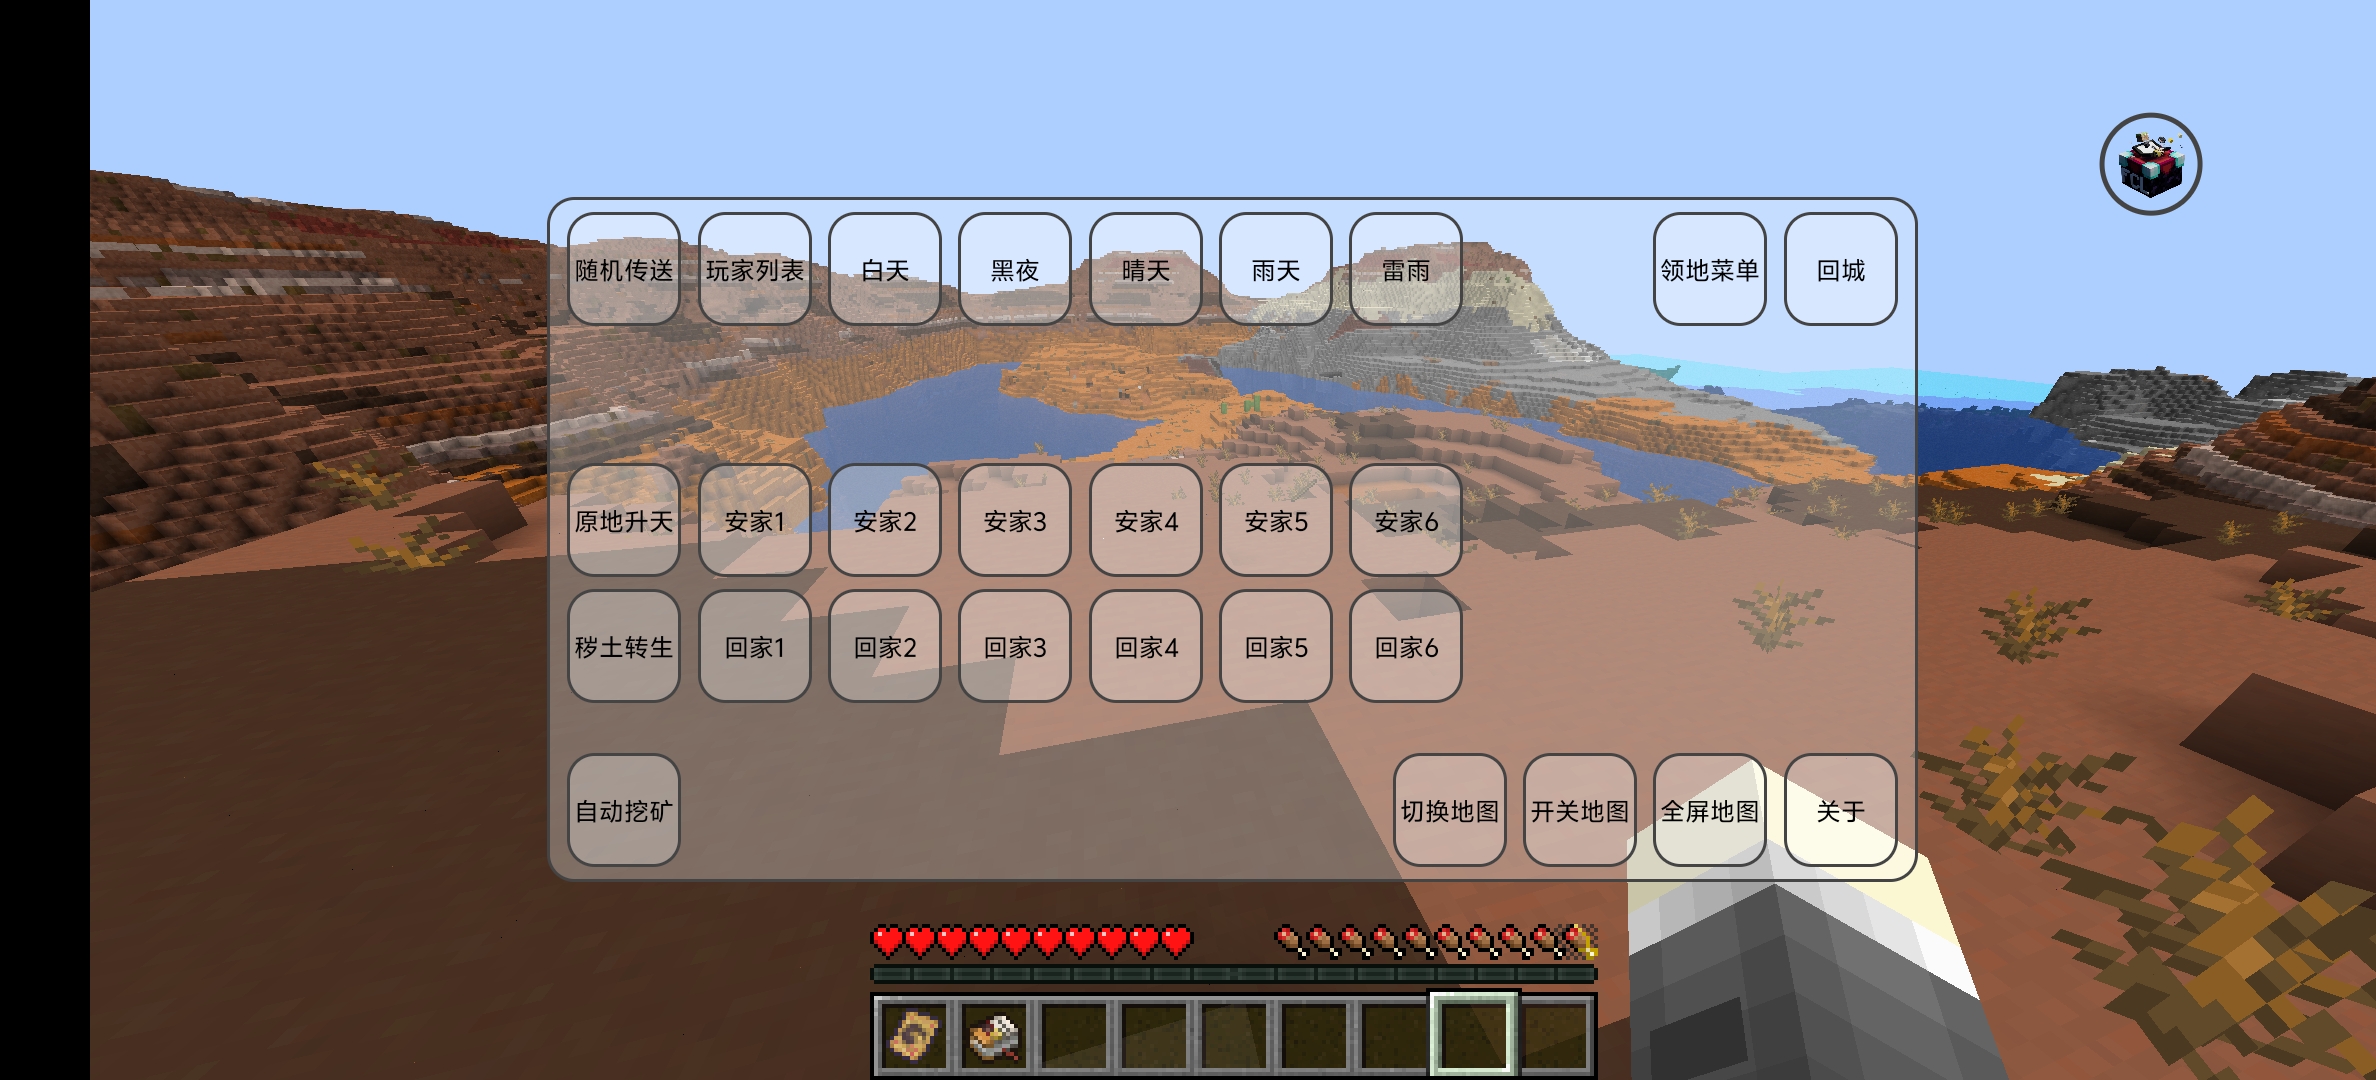 随机传送 玩家列表 白天 黑夜 晴天 雨天 雷雨 领地菜单 回城
原地升天 安家1 安家2 安家3 安家4 安家5 安家6
秽土转生 回家1 回家2 回家3 回家4 回家5 回家6
自动挖矿 切换地图 开关地图 全屏地图 关于